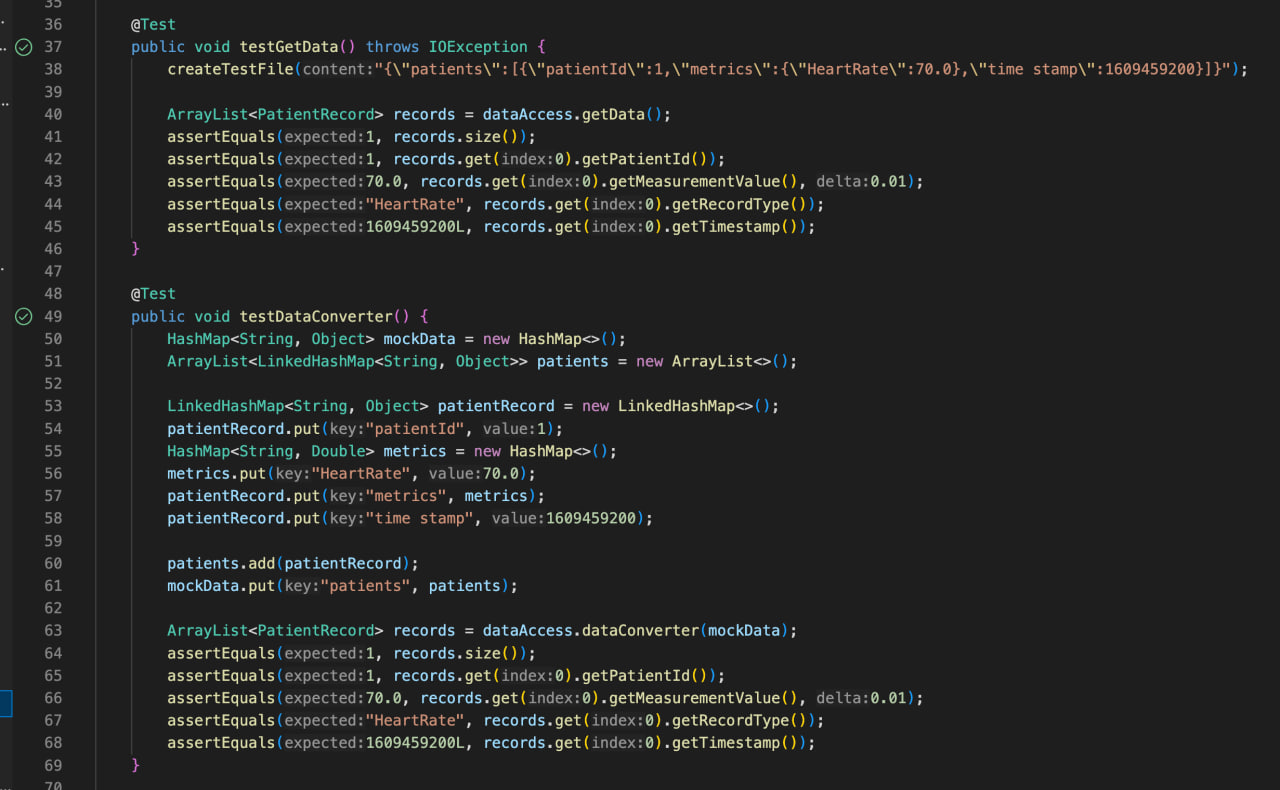 35
36 @Test
37 public void testGetData() throws IOException {
38 createTestFile(content:"{\"patients\":[{\"patientId\":1,\"metrics\":{\"HeartRate\":70.0},\"time stamp\":1609459200}]}");
39
40 ArrayList<PatientRecord> records = dataAccess.getData();
41 assertEquals(expected:1, records.size());
42 assertEquals(expected:1, records.get(index:0).getPatientId());
43 assertEquals(expected:70.0, records.get(index:0).getMeasurementValue(), delta:0.01);
44 assertEquals(expected:"HeartRate", records.get(index:0).getRecordType());
45 assertEquals(expected:1609459200L, records.get(index:0).getTimestamp());
46 }
47
48 @Test
49 public void testDataConverter() {
50 HashMap<String, Object> mockData = new HashMap<>();
51 ArrayList<LinkedHashMap<String, Object>> patients = new ArrayList<>();
52
53 LinkedHashMap<String, Object> patientRecord = new LinkedHashMap<>();
54 patientRecord.put(key:"patientId", value:1);
55 HashMap<String, Double> metrics = new HashMap<>();
56 metrics.put(key:"HeartRate", value:70.0);
57 patientRecord.put(key:"metrics", metrics);
58 patientRecord.put(key:"time stamp", value:1609459200);
59
60 patients.add(patientRecord);
61 mockData.put(key:"patients", patients);
62
63 ArrayList<PatientRecord> records = dataAccess.dataConverter(mockData);
64 assertEquals(expected:1, records.size());
65 assertEquals(expected:1, records.get(index:0).getPatientId());
66 assertEquals(expected:70.0, records.get(index:0).getMeasurementValue(), delta:0.01);
67 assertEquals(expected:"HeartRate", records.get(index:0).getRecordType());
68 assertEquals(expected:1609459200L, records.get(index:0).getTimestamp());
69 }
70